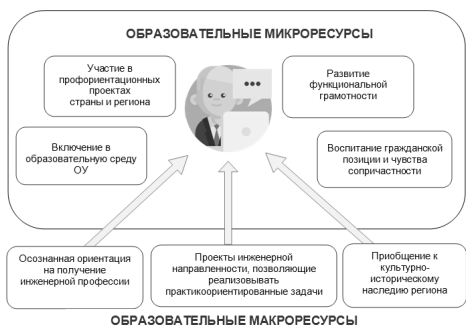 ОБРАЗОВАТЕЛЬНЫЕ МИКРОРЕСУРСЫ
Участие в
профориентационных
проектах
страны и региона
Развитие
функциональной
грамотности
Включение в
образовательную среду
ОУ
Воспитание гражданской
позиции и чувства
сопричастности
Осознанная ориентация
на получение
инженерной профессии
Проекты инженерной
направленности, позволяющие
реализовывать
практикоориентированные задачи
Приобщение к
культурно-
историческому
наследию региона
ОБРАЗОВАТЕЛЬНЫЕ МАКРОРЕСУРСЫ